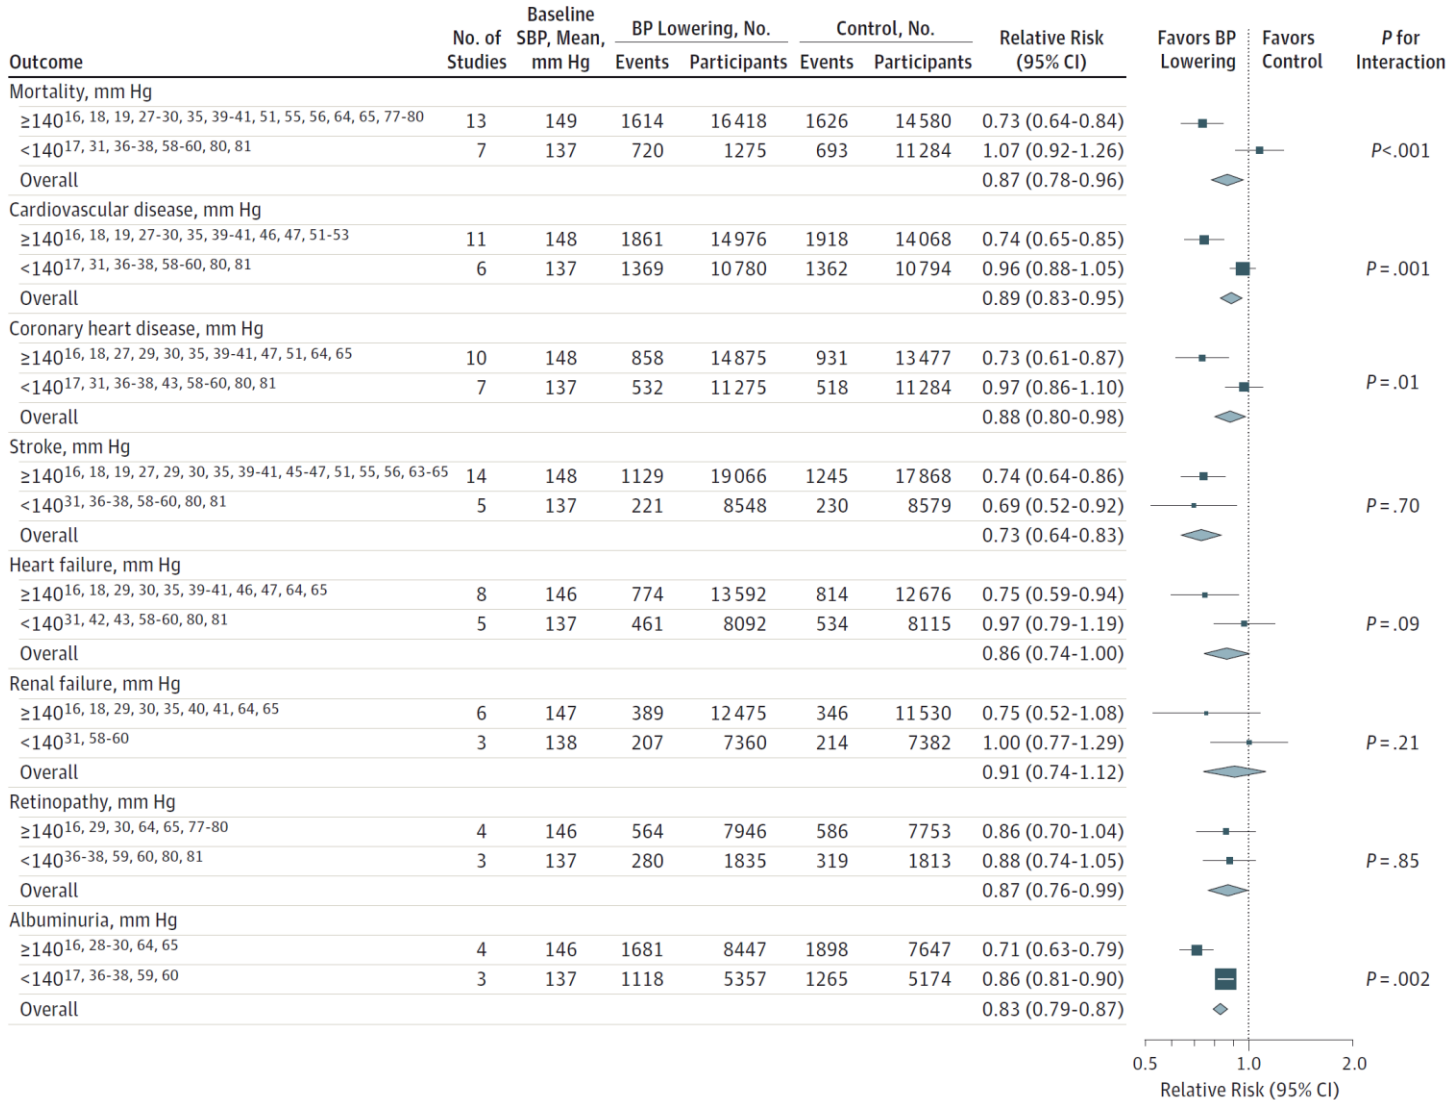 Outcome No. of Studies Baseline SBP, Mean, mm Hg BP Lowering, No. Events Participants Control, No. Events Participants Relative Risk (95% CI) Favors BP Lowering Favors Control P for Interaction
Mortality, mm Hg
≥140 16, 18, 19, 27-30, 35, 39-41, 51, 55, 56, 64, 65, 77-80 13 149 1614 16418 1626 14580 0.73 (0.64-0.84)
<140 17, 31, 36-38, 58-60, 80, 81 7 137 720 1275 693 11284 1.07 (0.92-1.26) P<.001
Overall 0.87 (0.78-0.96)
Cardiovascular disease, mm Hg
≥140 16, 18, 19, 27-30, 35, 39-41, 46, 47, 51-53 11 148 1861 14976 1918 14068 0.74 (0.65-0.85)
<140 17, 31, 36-38, 58-60, 80, 81 6 137 1369 10780 1362 10794 0.96 (0.88-1.05) P=.001
Overall 0.89 (0.83-0.95)
Coronary heart disease, mm Hg
≥140 16, 18, 27, 29, 30, 35, 39-41, 47, 51, 64, 65 10 148 858 14875 931 13477 0.73 (0.61-0.87)
<140 17, 31, 36-38, 43, 58-60, 80, 81 7 137 532 11275 518 11284 0.97 (0.86-1.10) P=.01
Overall 0.88 (0.80-0.98)
Stroke, mm Hg
≥140 16, 18, 19, 27, 29, 30, 35, 39-41, 45-47, 51, 55, 56, 63-65 14 148 1129 19066 1245 17868 0.74 (0.64-0.86)
<140 31, 36-38, 58-60, 80, 81 5 137 221 8548 230 8579 0.69 (0.52-0.92) P=.70
Overall 0.73 (0.64-0.83)
Heart failure, mm Hg
≥140 16, 18, 29, 30, 35, 39-41, 46, 47, 64, 65 8 146 774 13592 814 12676 0.75 (0.59-0.94)
<140 31, 42, 43, 58-60, 80, 81 5 137 461 8092 534 8115 0.97 (0.79-1.19) P=.09
Overall 0.86 (0.74-1.00)
Renal failure, mm Hg
≥140 16, 18, 29, 30, 35, 40, 41, 64, 65 6 147 389 12475 346 11530 0.75 (0.52-1.08)
<140 31, 58-60 3 138 207 7360 214 7382 1.00 (0.77-1.29) P=.21
Overall 0.91 (0.74-1.12)
Retinopathy, mm Hg
≥140 16, 29, 30, 64, 65, 77-80 4 146 564 7946 586 7753 0.86 (0.70-1.04)
<140 36-38, 59, 60, 80, 81 3 137 280 1835 319 1813 0.88 (0.74-1.05) P=.85
Overall 0.87 (0.76-0.99)
Albuminuria, mm Hg
≥140 16, 28-30, 64, 65 4 146 1681 8447 1898 7647 0.71 (0.63-0.79)
<140 17, 36-38, 59, 60 3 137 1118 5357 1265 5174 0.86 (0.81-0.90) P=.002
Overall 0.83 (0.79-0.87)
0.5 1.0 2.0
Relative Risk (95% CI)